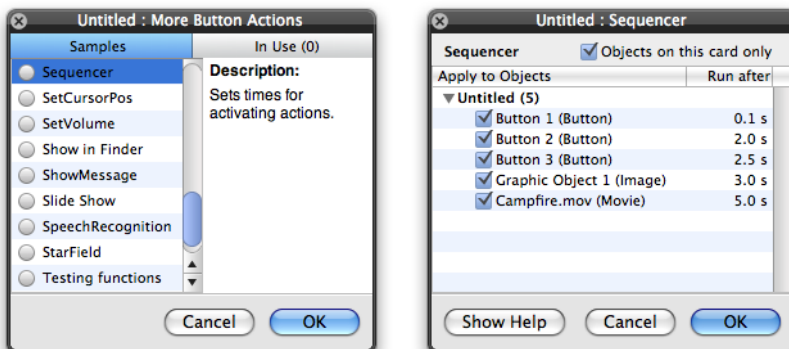 Untitled : More Button Actions
Samples
In Use (0)
Sequencer
SetCursorPos
SetVolume
Show in Finder
ShowMessage
Slide Show
SpeechRecognition
StarField
Testing functions
Description:
Sets times for
activating actions.
Cancel
OK
Untitled : Sequencer
Sequencer
Objects on this card only
Apply to Objects
Run after
Untitled (5)
Button 1 (Button) 0.1 s
Button 2 (Button) 2.0 s
Button 3 (Button) 2.5 s
Graphic Object 1 (Image) 3.0 s
Campfire.mov (Movie) 5.0 s
Show Help
Cancel
OK